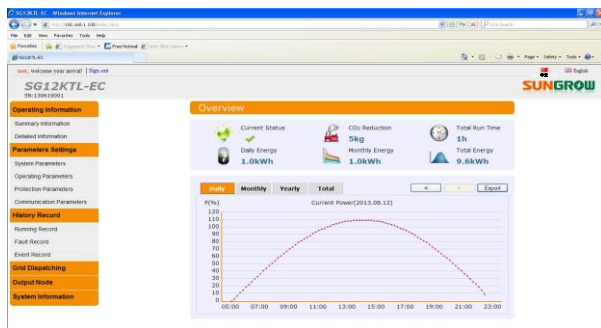 SG12KTL-EC - Windows Internet Explorer
File Edit View Favorites Tools Help
Favorites
SG12KTL-EC
Page Safety Tools
user, welcome your arrival! | Sign out
English
SG12KTL-EC
SN:130819001
SUNGROW
Operating Information
Summary Information
Detailed Information
Parameters Settings
System Parameters
Operating Parameters
Protection Parameters
Communication Parameters
History Record
Running Record
Fault Record
Event Record
Grid Dispatching
Output Node
System Information
Overview
Current Status
CO₂ Reduction
5kg
Total Run Time
1h
Daily Energy
1.0kWh
Monthly Energy
1.0kWh
Total Energy
9.6kWh
Daily Monthly Yearly Total
< > Export
P(%)
Current Power(2013.08.12)
120
110
100
90
80
70
60
50
40
30
20
10
0
05:00 07:00 09:00 11:00 13:00 15:00 17:00 19:00 21:00 23:00